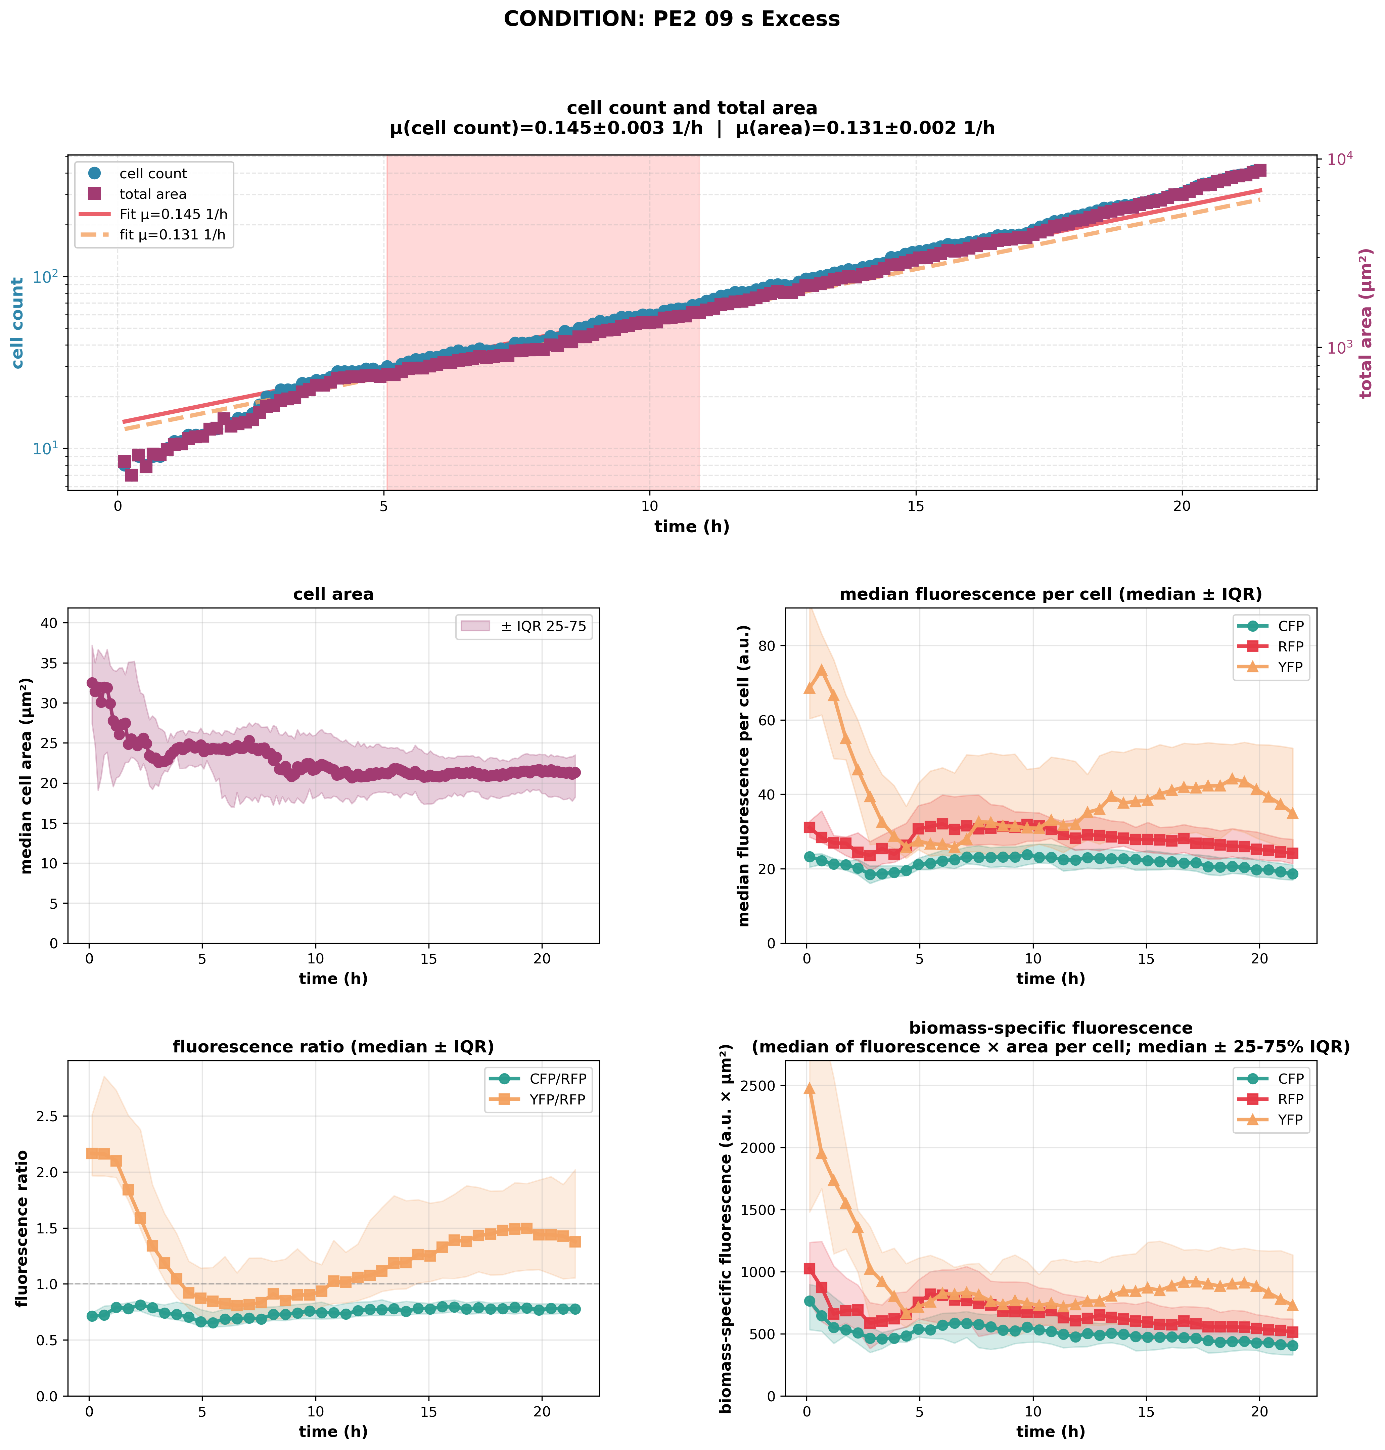 CONDITION: PE2 09 s Excess
cell count and total area
μ(cell count)=0.145±0.003 1/h | μ(area)=0.131±0.002 1/h
cell count
total area
Fit μ=0.145 1/h
fit μ=0.131 1/h
cell count
10²
10¹
total area (μm²)
10⁴
10³
0 5 10 15 20
time (h)
cell area
± IQR 25-75
median cell area (μm²)
40
35
30
25
20
15
10
5
0
0 5 10 15 20
time (h)
median fluorescence per cell (median ± IQR)
CFP
RFP
YFP
median fluorescence per cell (a.u.)
80
60
40
20
0
0 5 10 15 20
time (h)
fluorescence ratio (median ± IQR)
CFP/RFP
YFP/RFP
fluorescence ratio
2.5
2.0
1.5
1.0
0.5
0.0
0 5 10 15 20
time (h)
biomass-specific fluorescence
(median of fluorescence × area per cell; median ± 25-75% IQR)
CFP
RFP
YFP
biomass-specific fluorescence (a.u. × μm²)
2500
2000
1500
1000
500
0
0 5 10 15 20
time (h)